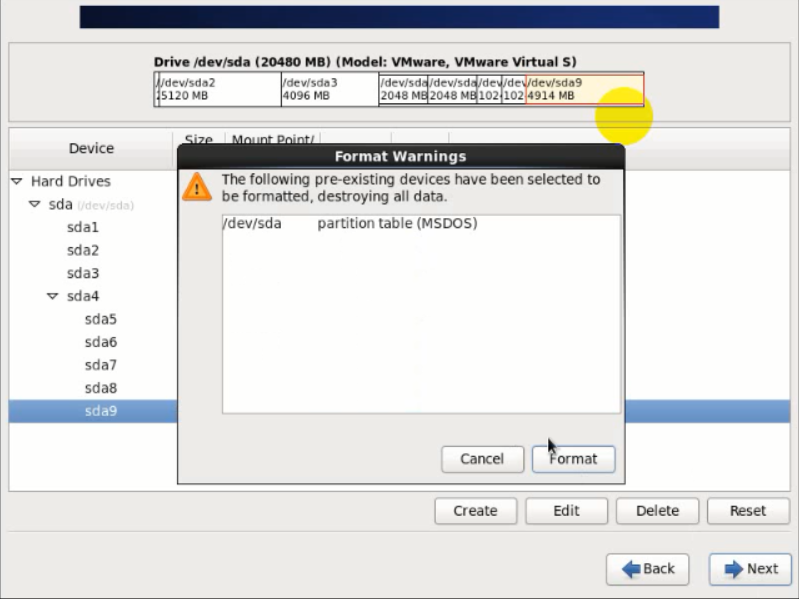 Drive /dev/sda (20480 MB) (Model: VMware, VMware Virtual S)
/dev/sda2 /dev/sda3 /dev/sda /dev/sda /dev/ /dev /dev/sda9
5120 MB 4096 MB 2048 MB 2048 MB 102 102 4914 MB
Device Size Mount Point/
Format Warnings
The following pre-existing devices have been selected to
be formatted, destroying all data.
/dev/sda partition table (MSDOS)
Hard Drives
sda (/dev/sda)
sda1
sda2
sda3
sda4
sda5
sda6
sda7
sda8
sda9
Cancel Format
Create Edit Delete Reset
Back Next